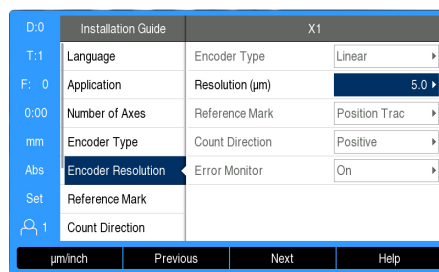 D:0 Installation Guide X1
T:1 Language Encoder Type Linear
F: 0 Application Resolution (µm) 5.0
0:00 Number of Axes Reference Mark Position Trac
mm Encoder Type Count Direction Positive
Abs Encoder Resolution Error Monitor On
Set Reference Mark
1 Count Direction
µm/inch Previous Next Help